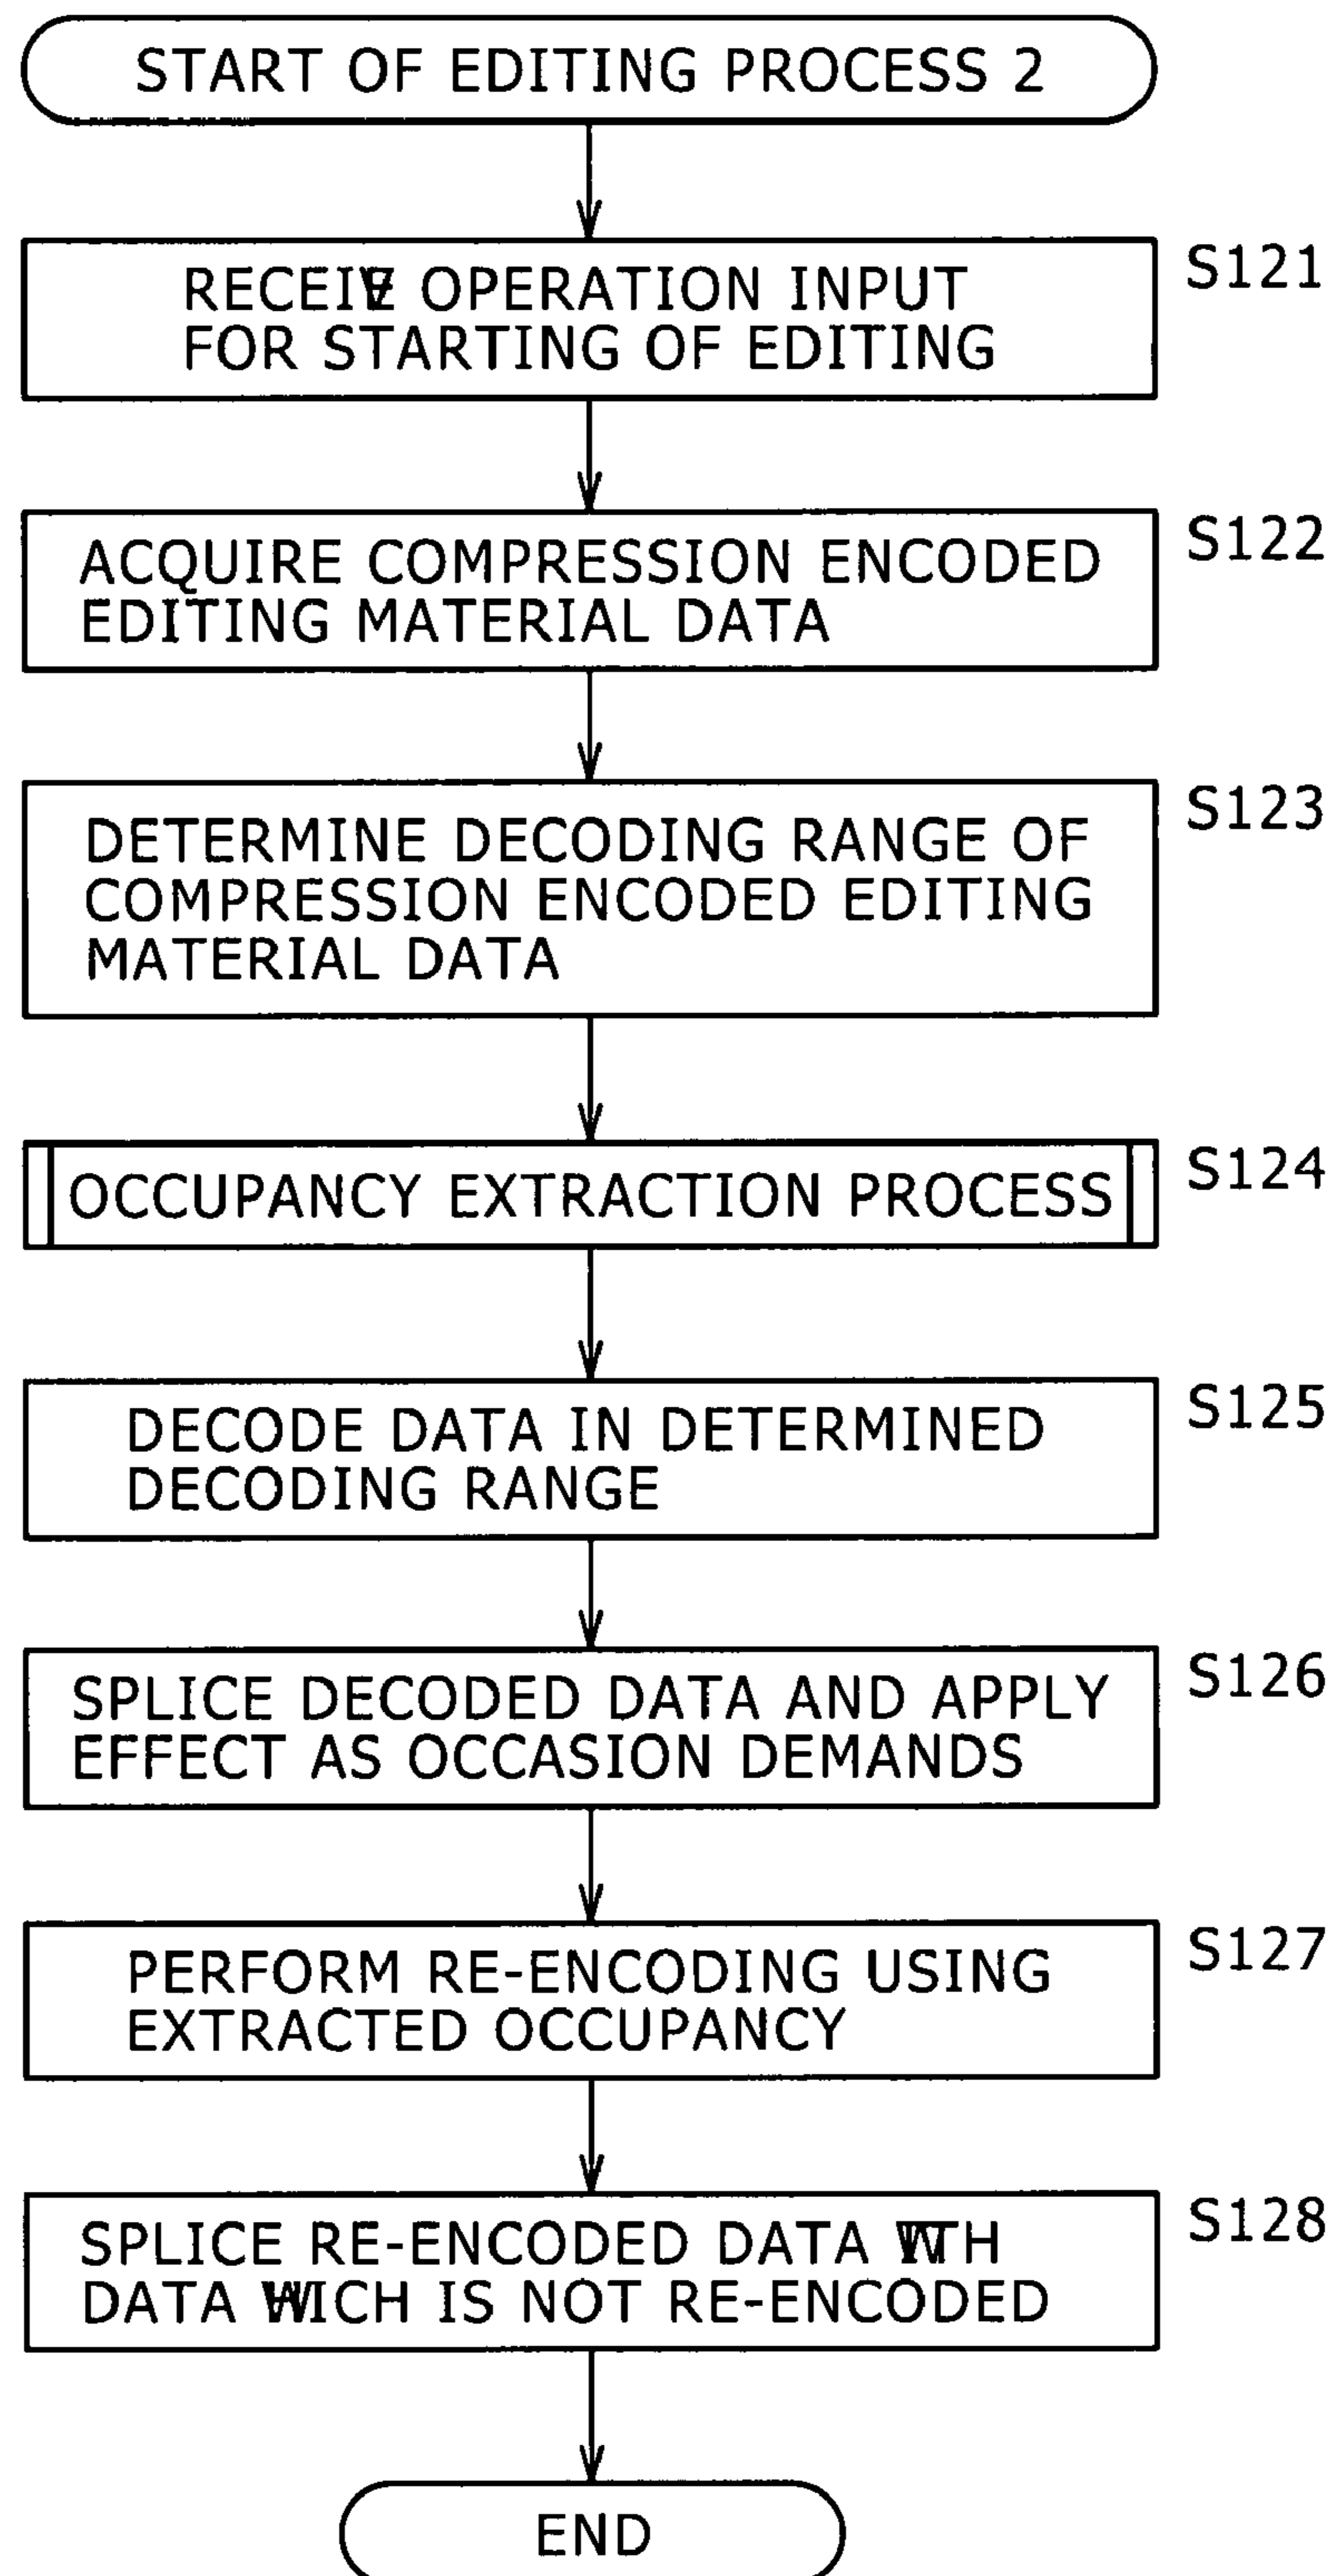 START OF EDITING PROCESS 2
S121
RECEIVE OPERATION INPUT
FOR STARTING OF EDITING
S122
ACQUIRE COMPRESSION ENCODED
EDITING MATERIAL DATA
S123
DETERMINE DECODING RANGE OF
COMPRESSION ENCODED EDITING
MATERIAL DATA
S124
OCCUPANCY EXTRACTION PROCESS
S125
DECODE DATA IN DETERMINED
DECODING RANGE
S126
SPLICE DECODED DATA AND APPLY
EFFECT AS OCCASION DEMANDS
S127
PERFORM RE-ENCODING USING
EXTRACTED OCCUPANCY
S128
SPLICE RE-ENCODED DATA WITH
DATA WHICH IS NOT RE-ENCODED
END